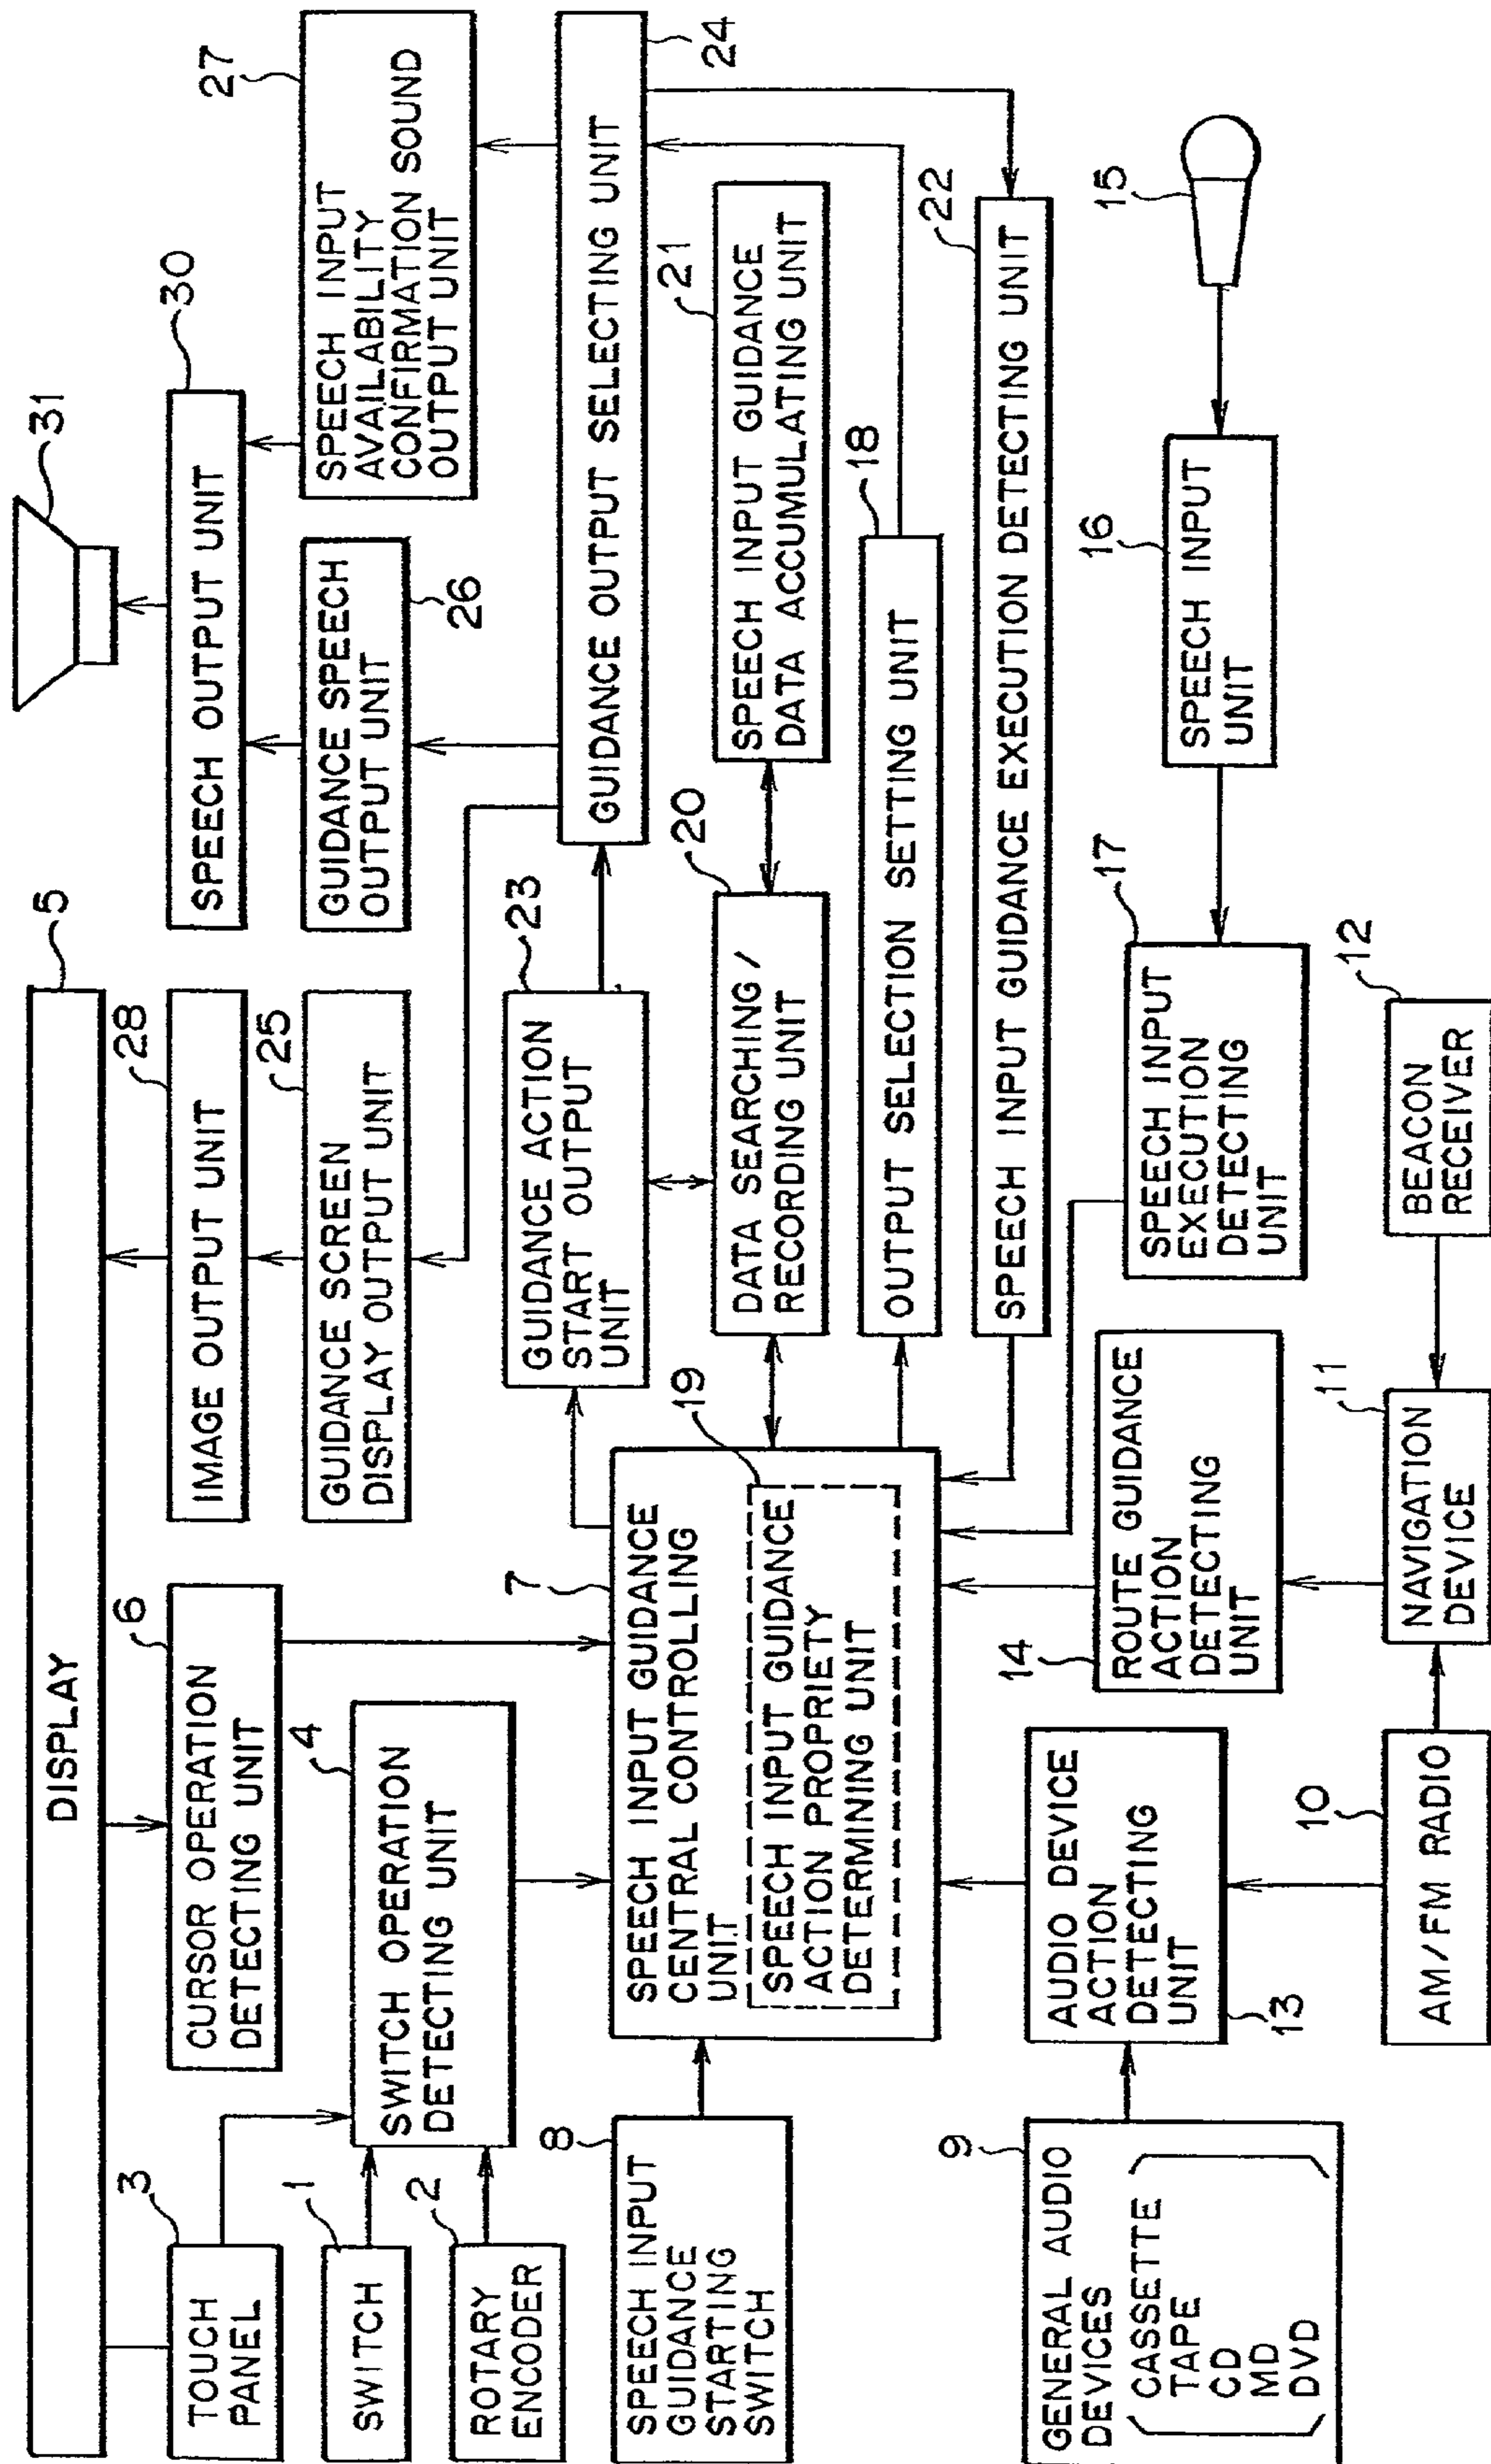 DISPLAY
5
3
TOUCH
PANEL
1
SWITCH
2
ROTARY
ENCODER
6
CURSOR OPERATION
DETECTING UNIT
4
SWITCH OPERATION
DETECTING UNIT
28
IMAGE OUTPUT UNIT
25
GUIDANCE SCREEN
DISPLAY OUTPUT UNIT
31
30
SPEECH OUTPUT UNIT
26
GUIDANCE SPEECH
OUTPUT UNIT
27
SPEECH INPUT
AVAILABILITY
CONFIRMATION SOUND
OUTPUT UNIT
8
SPEECH INPUT
GUIDANCE
STARTING
SWITCH
7
SPEECH INPUT GUIDANCE
CENTRAL CONTROLLING
UNIT
19
SPEECH INPUT GUIDANCE
ACTION PROPRIETY
DETERMINING UNIT
23
GUIDANCE ACTION
START OUTPUT
UNIT
24
GUIDANCE OUTPUT SELECTING UNIT
20
DATA SEARCHING /
RECORDING UNIT
21
SPEECH INPUT GUIDANCE
DATA ACCUMULATING UNIT
18
OUTPUT SELECTION SETTING UNIT
22
SPEECH INPUT GUIDANCE EXECUTION DETECTING UNIT
9
GENERAL AUDIO
DEVICES
CASSETTE
TAPE
CD
MD
DVD
13
AUDIO DEVICE
ACTION
DETECTING
UNIT
14
ROUTE GUIDANCE
ACTION
DETECTING
UNIT
17
SPEECH INPUT
EXECUTION
DETECTING
UNIT
16
SPEECH INPUT
UNIT
15
10
AM/FM RADIO
11
NAVIGATION
DEVICE
12
BEACON
RECEIVER